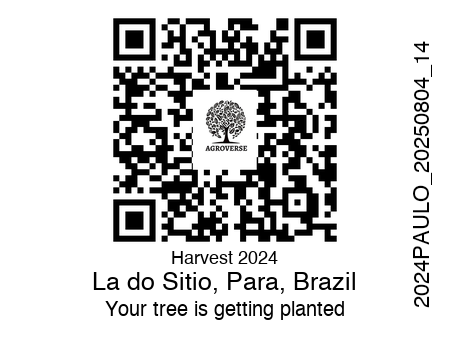 AGROVERSE
Harvest 2024
La do Sitio, Para, Brazil
Your tree is getting planted
2024PAULO_20250804_14